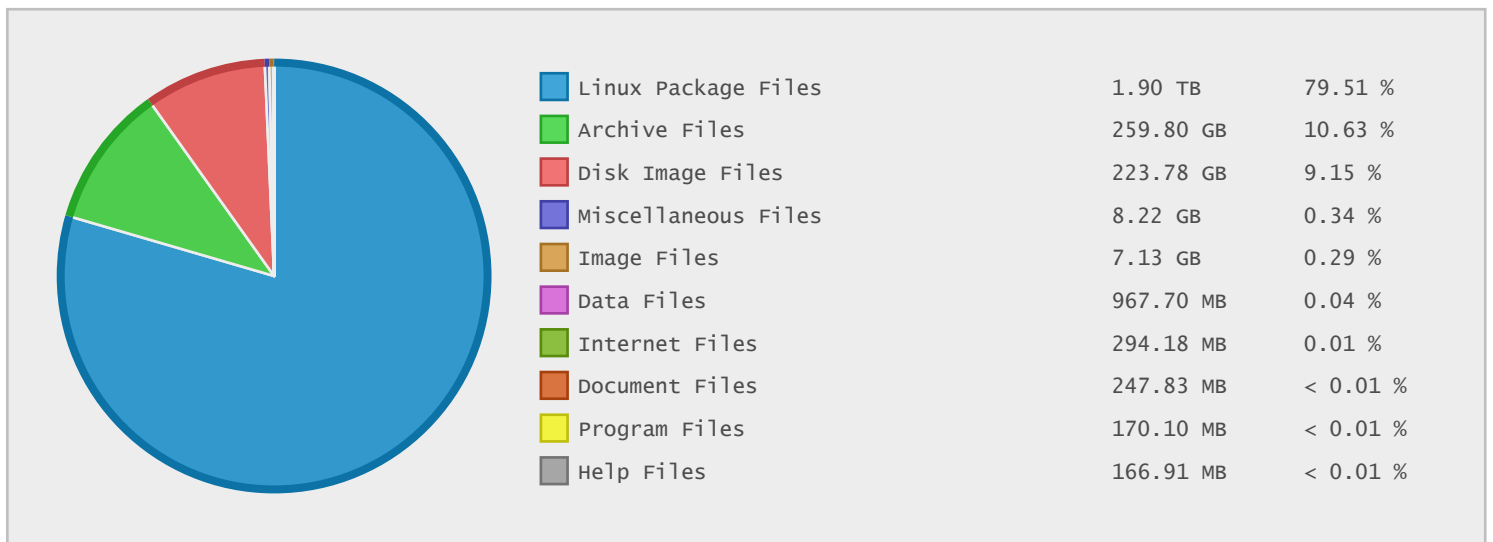 Linux Package Files 1.90 TB 79.51 %
Archive Files 259.80 GB 10.63 %
Disk Image Files 223.78 GB 9.15 %
Miscellaneous Files 8.22 GB 0.34 %
Image Files 7.13 GB 0.29 %
Data Files 967.70 MB 0.04 %
Internet Files 294.18 MB 0.01 %
Document Files 247.83 MB < 0.01 %
Program Files 170.10 MB < 0.01 %
Help Files 166.91 MB < 0.01 %